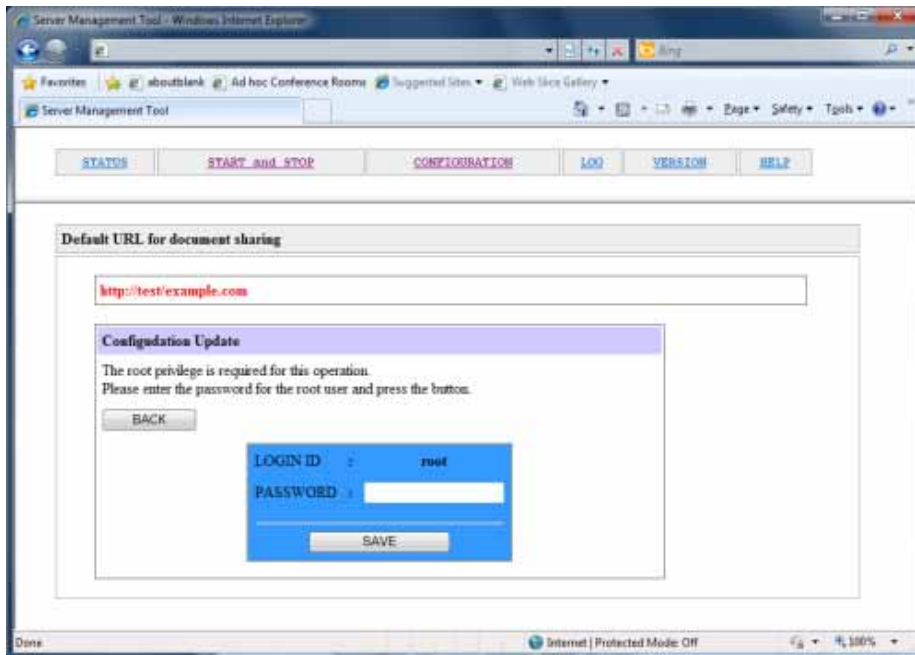 Server Management Tool - Windows Internet Explorer
Bing
Favorites aboutblank Ad hoc Conference Rooms Suggested Sites Web Slice Gallery
Server Management Tool Page Safety Tools
STATUS START and STOP CONFIGURATION LOG VERSION HELP
Default URL for document sharing
http://test/example.com
Configudation Update
The root privilege is required for this operation.
Please enter the password for the root user and press the button.
BACK
LOGIN ID : root
PASSWORD :
SAVE
Done Internet | Protected Mode: Off 100%